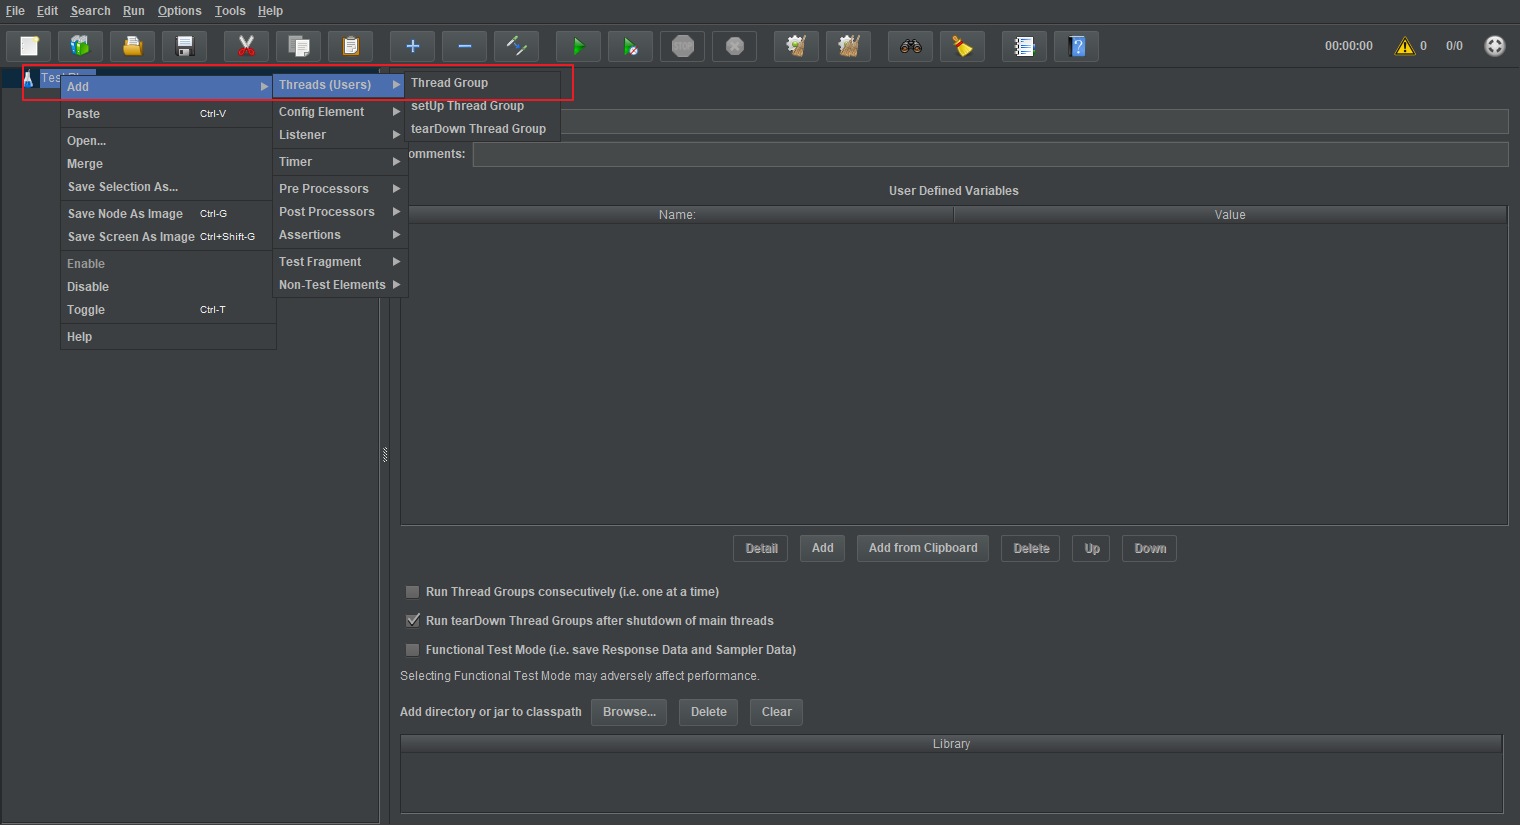 File Edit Search Run Options Tools Help
STOP
00:00:00 0 0/0
Add
Paste Ctrl-V
Open...
Merge
Save Selection As...
Save Node As Image Ctrl-G
Save Screen As Image Ctrl+Shift-G
Enable
Disable
Toggle Ctrl-T
Help
Threads (Users)
Config Element
Listener
Timer
Pre Processors
Post Processors
Assertions
Test Fragment
Non-Test Elements
Thread Group
setUp Thread Group
tearDown Thread Group
omments:
User Defined Variables
Name: Value
Detail Add Add from Clipboard Delete Up Down
Run Thread Groups consecutively (i.e. one at a time)
Run tearDown Thread Groups after shutdown of main threads
Functional Test Mode (i.e. save Response Data and Sampler Data)
Selecting Functional Test Mode may adversely affect performance.
Add directory or jar to classpath Browse... Delete Clear
Library